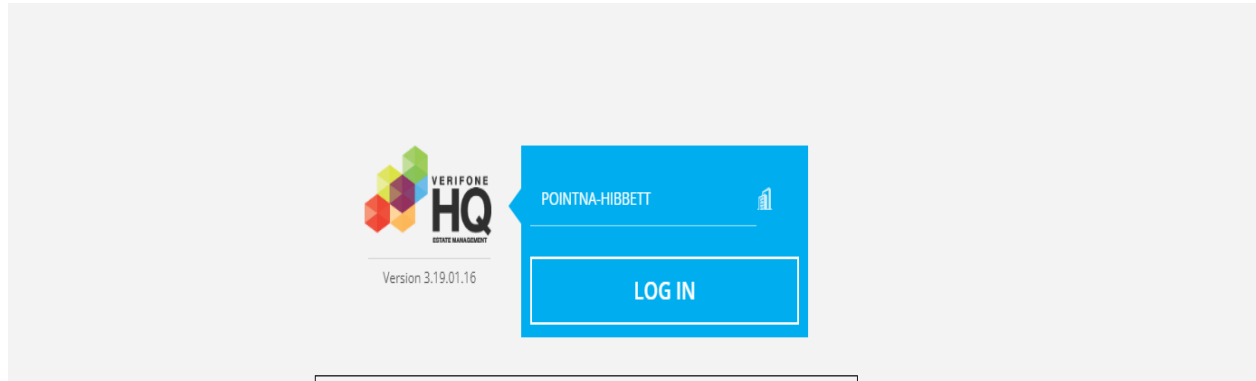 VERIFONE
HQ
ESTATE MANAGEMENT
Version 3.19.01.16
POINTNA-HIBBETT
LOG IN